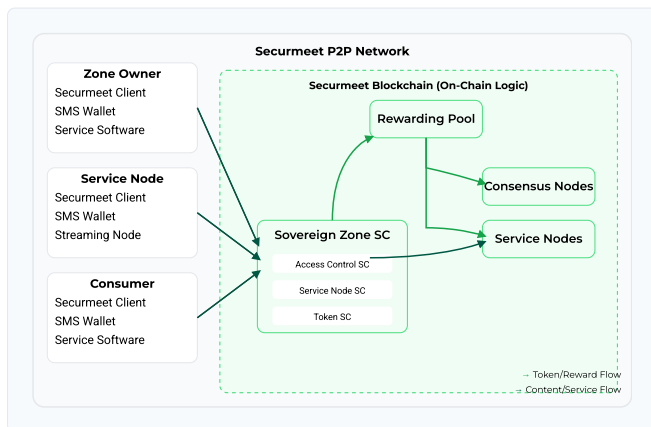 Securmeet P2P Network
Zone Owner
Securmeet Client
SMS Wallet
Service Software
Service Node
Securmeet Client
SMS Wallet
Streaming Node
Consumer
Securmeet Client
SMS Wallet
Service Software
Securmeet Blockchain (On-Chain Logic)
Rewarding Pool
Consensus Nodes
Service Nodes
Sovereign Zone SC
Access Control SC
Service Node SC
Token SC
→ Token/Reward Flow
→ Content/Service Flow